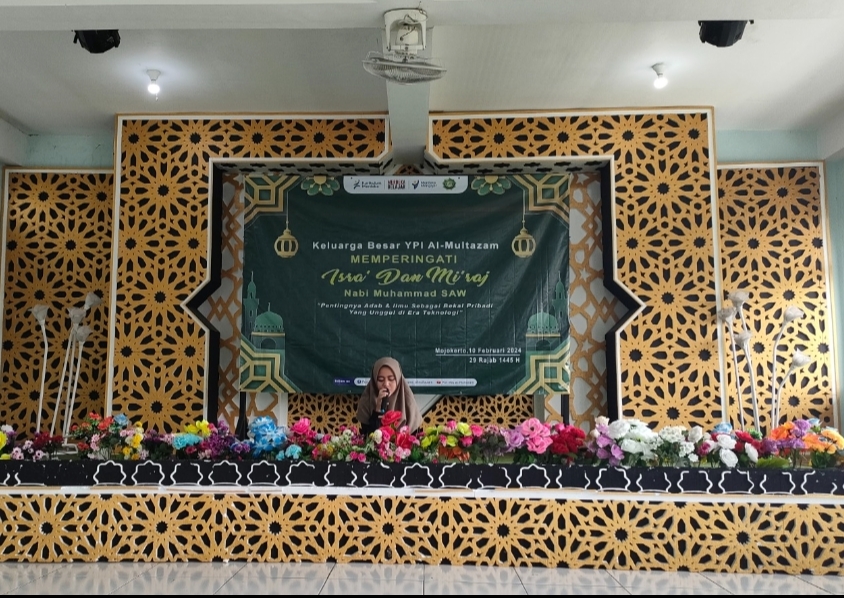 Keluarga Besar YPI Al-Multazam
MEMPERINGATI
Isra' Dan Mi'raj
Nabi Muhammad SAW
"Pentingnya Adab & Ilmu Sebagai Bekal Pribadi
Yang Unggul di Era Teknologi"
Mojokerto,10 Februari 2024
29 Rajab 1445 H